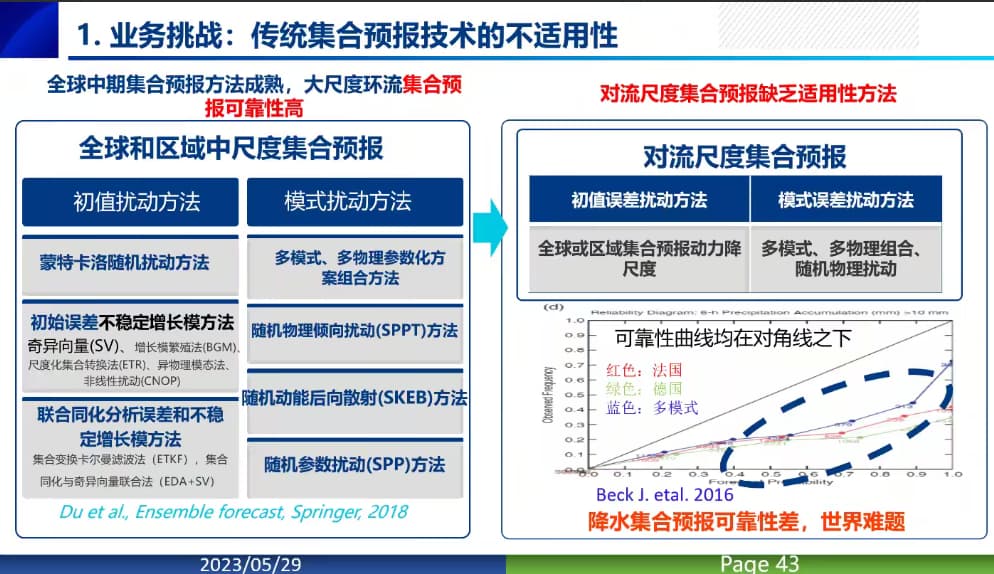 1. 业务挑战：传统集合预报技术的不适用性
全球中期集合预报方法成熟，大尺度环流集合预
报可靠性高
全球和区域中尺度集合预报
初值扰动方法
模式扰动方法
蒙特卡洛随机扰动方法
多模式、多物理参数化方
案组合方法
初始误差不稳定增长模方法
奇异向量(SV)、增长模繁殖法(BGM)、
尺度化集合转换法(ETR)、异物理模态法、
非线性扰动(CNOP)
随机物理倾向扰动(SPPT)方法
随机动能后向散射(SKEB)方法
联合同化分析误差和不稳
定增长模方法
集合变换卡尔曼滤波法（ETKF），集合
同化与奇异向量联合法（EDA+SV）
随机参数扰动(SPP)方法
Du et al., Ensemble forecast, Springer, 2018
对流尺度集合预报缺乏适用性方法
对流尺度集合预报
初值误差扰动方法
模式误差扰动方法
全球或区域集合预报动力降
尺度
多模式、多物理组合、
随机物理扰动
(d)
Reliability Diagram: 6-h Precipitation Accumulation (mm) =10 mm
可靠性曲线均在对角线之下
红色：法国
绿色：德国
蓝色：多模式
Observed Frequency
1.0
0.9
0.8
0.7
0.6
0.5
0.4
0.3
0.2
0.1
0.0 0.1 0.2 0.3 0.4 0.5 0.6 0.7 0.8 0.9 1.0
Forecast Probability
Beck J. etal. 2016
降水集合预报可靠性差，世界难题
2023/05/29
Page 43